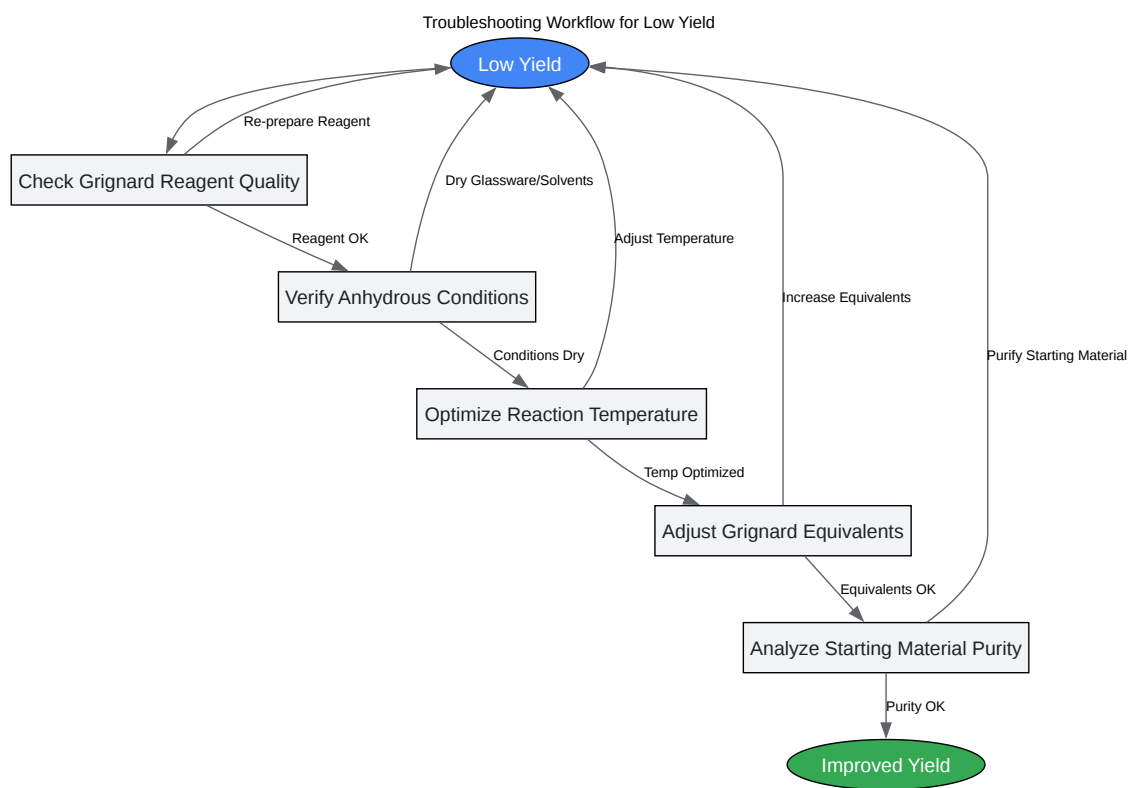 Troubleshooting Workflow for Low Yield
Low Yield
Re-prepare Reagent
Check Grignard Reagent Quality
Dry Glassware/Solvents
Reagent OK
Adjust Temperature
Verify Anhydrous Conditions
Increase Equivalents
Conditions Dry
Purify Starting Material
Optimize Reaction Temperature
Temp Optimized
Adjust Grignard Equivalents
Equivalents OK
Analyze Starting Material Purity
Purity OK
Improved Yield